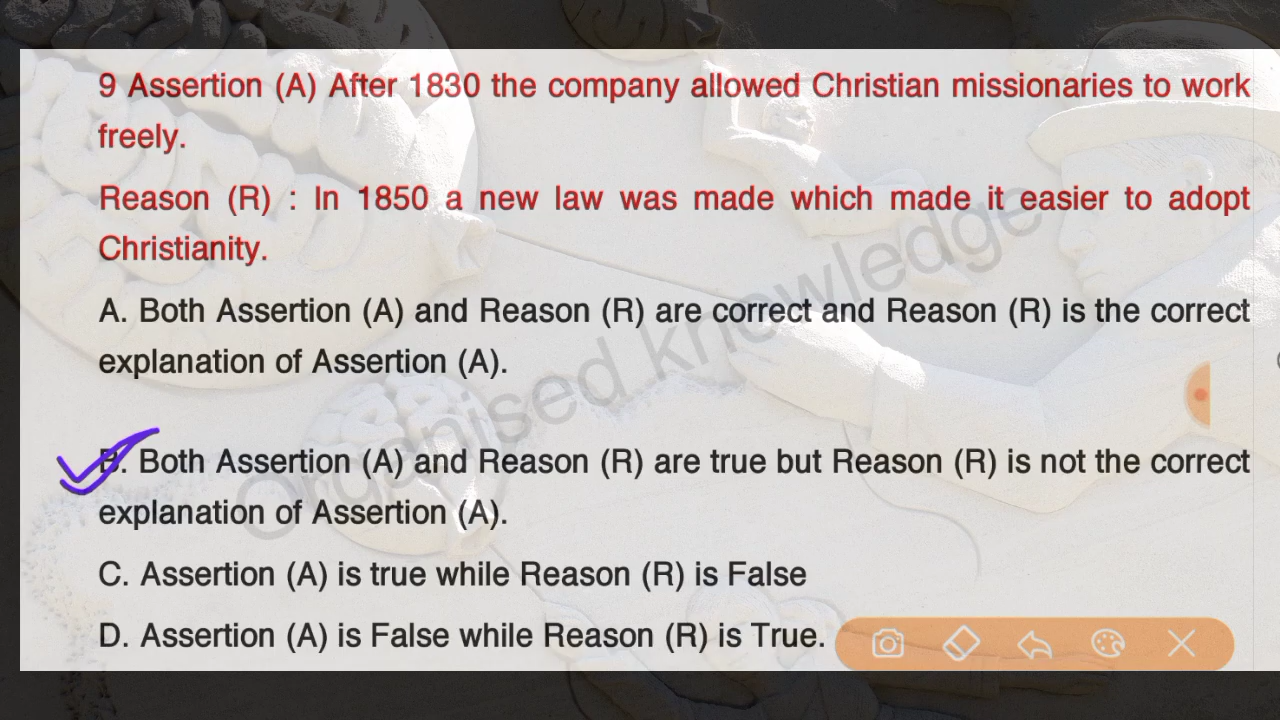 9 Assertion (A) After 1830 the company allowed Christian missionaries to work
freely.
Reason (R) : In 1850 a new law was made which made it easier to adopt
Christianity.
A. Both Assertion (A) and Reason (R) are correct and Reason (R) is the correct
explanation of Assertion (A).
B. Both Assertion (A) and Reason (R) are true but Reason (R) is not the correct
explanation of Assertion (A).
C. Assertion (A) is true while Reason (R) is False
D. Assertion (A) is False while Reason (R) is True.
Organised knowledge